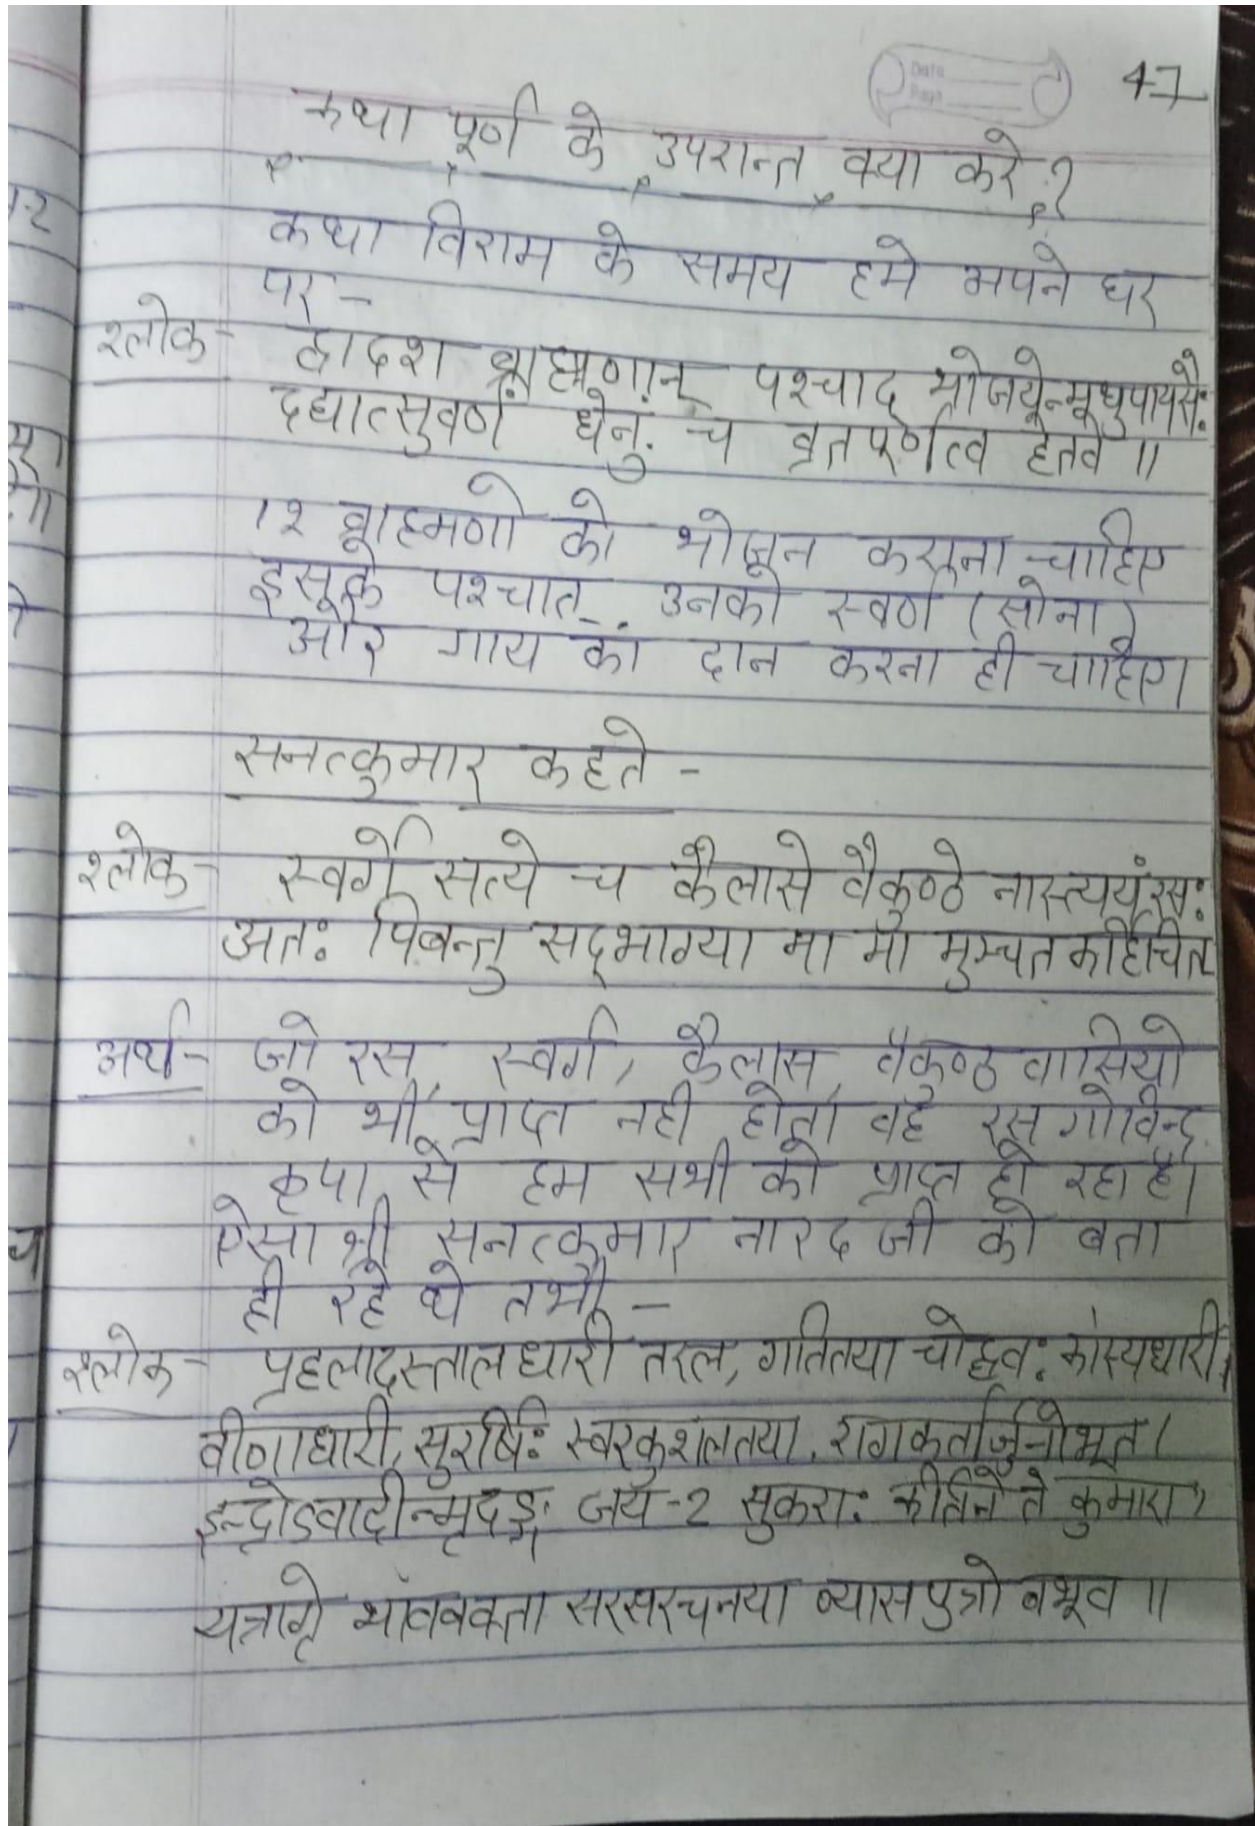 Date
Page
47
कथा पूर्ण के उपरान्त क्या करे ?
कथा विराम के समय हमे अपने घर
पर -
श्लोक - द्वादश ब्राह्मणान् पश्चाद् भोजयेन्मधुपायसै:
दद्यात्सुवर्णं धेनुं च व्रतपूर्णत्व हेतवे ॥
12 ब्राह्मणो को भोजन कराना चाहिए
इसके पश्चात् उनको स्वर्ण (सोना)
और गाय का दान करना ही चाहिए।
सनत्कुमार कहते -
श्लोक - स्वर्गे सत्ये च कैलासे वैकुण्ठे नास्त्ययं रस:
अत: पिबन्तु सद्भाग्या मा मा मुम्चत कर्हिचित
अर्थ - जो रस, स्वर्ग, कैलास, वैकुण्ठ वासियो
को भी, प्राप्त नही होता वह रस गोविन्द
कृपा से हम सभी को प्राप्त हो रहा है।
ऐसा श्री सनत्कुमार नारद जी को बता
ही रहे थे तभी -
श्लोक - प्रहलादस्तालधारी तरल, गतितया चोद्धव: कांस्यधारी,
वीणाधारी, सुरर्षि: स्वरकुशलतया, रागकर्तार्जुनोभूत।
इन्द्रोऽवादीन्मृदङ्ग: जय-2 सुकरा: कीर्तने ते कुमारा,
यत्राग्रे भाववक्ता सरसरचनया व्यासपुत्रो बभूव ॥